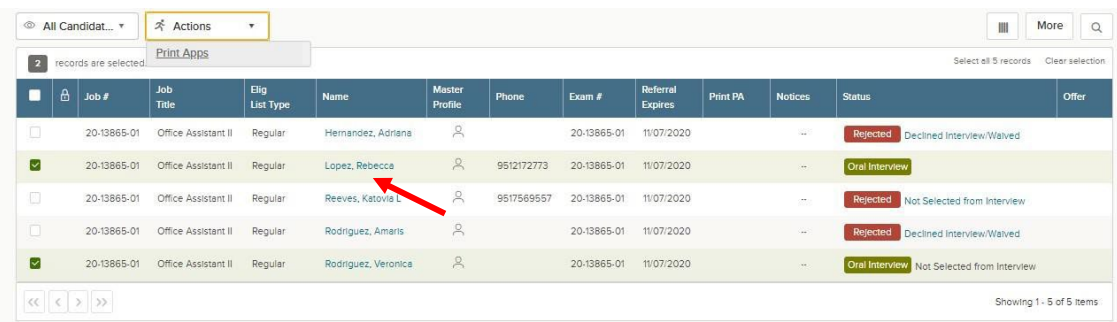 All Candidat... Actions More
Print Apps
2 records are selected. Select all 5 records Clear selection
Job # Job Title Elig List Type Name Master Profile Phone Exam # Referral Expires Print PA Notices Status Offer
20-13865-01 Office Assistant II Regular Hernandez, Adriana 20-13865-01 11/07/2020 -- Rejected Declined Interview/Waived
20-13865-01 Office Assistant II Regular Lopez, Rebecca 9512172773 20-13865-01 11/07/2020 Oral Interview
20-13865-01 Office Assistant II Regular Reeves, Katovia L 9517569557 20-13865-01 11/07/2020 -- Rejected Not Selected from Interview
20-13865-01 Office Assistant II Regular Rodriguez, Amaris 20-13865-01 11/07/2020 -- Rejected Declined Interview/Waived
20-13865-01 Office Assistant II Regular Rodriguez, Veronica 20-13865-01 11/07/2020 -- Oral Interview Not Selected from Interview
<< < > >> Showing 1 - 5 of 5 items